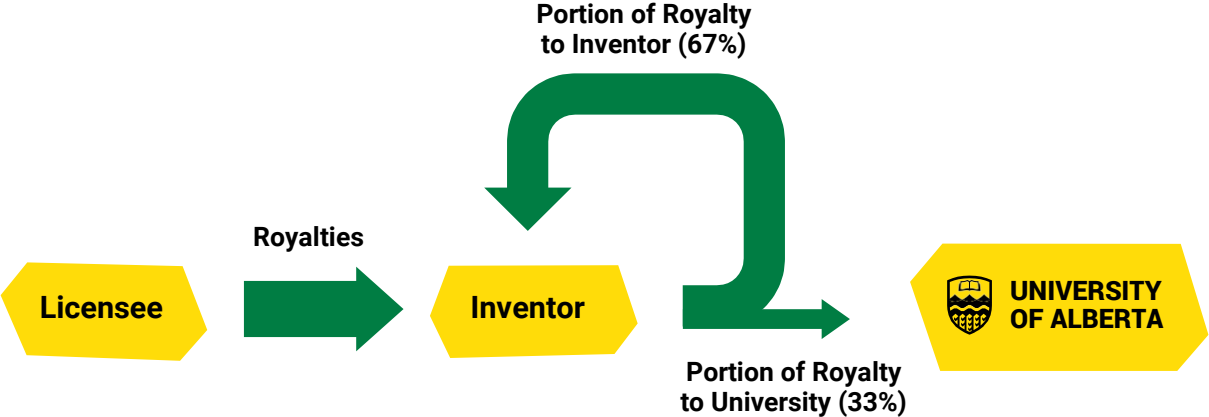 Portion of Royalty
to Inventor (67%)
Royalties
Licensee
Inventor
UNIVERSITY
OF ALBERTA
Portion of Royalty
to University (33%)